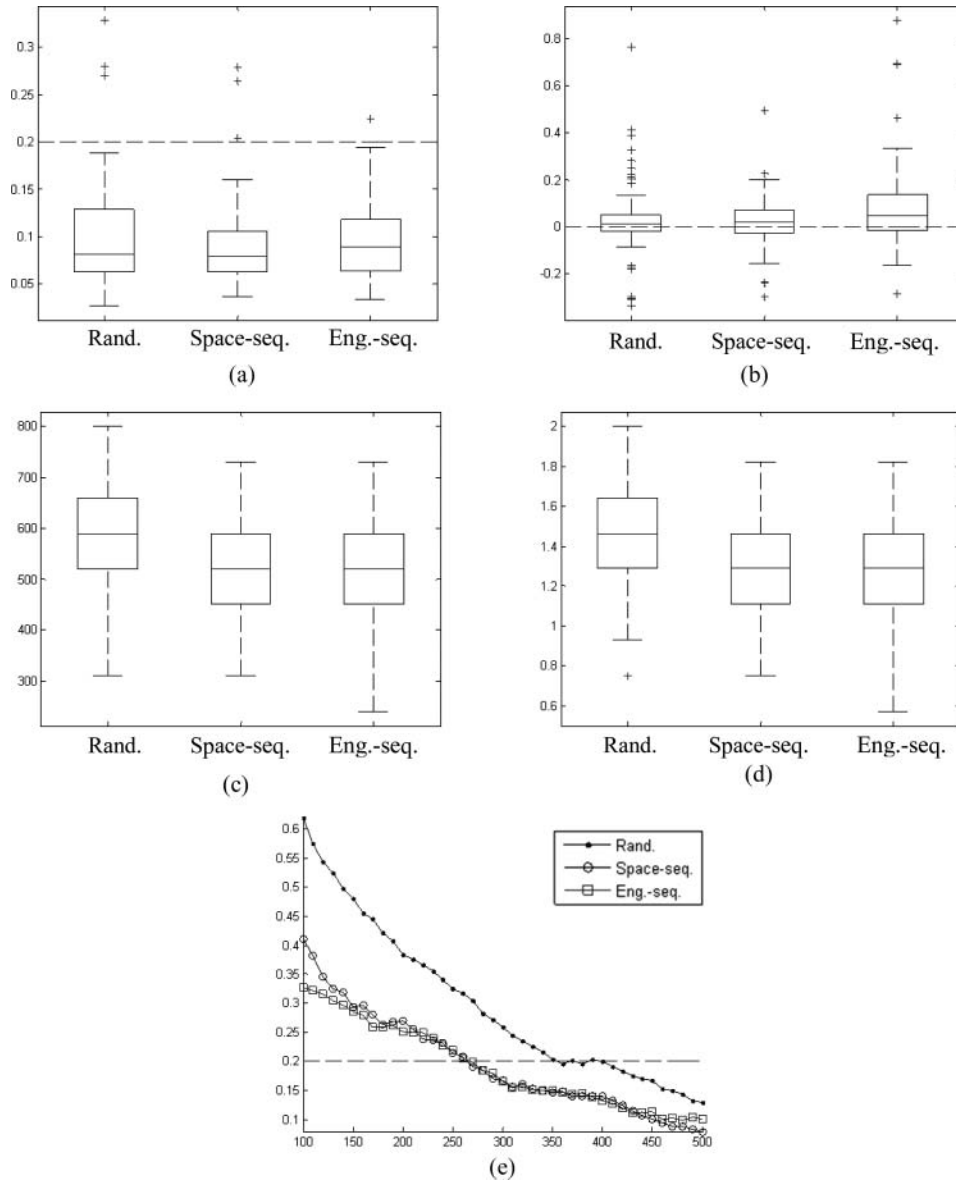 0.3
0.25
0.2
0.15
0.1
0.05
Rand. Space-seq. Eng.-seq.
(a)
0.8
0.6
0.4
0.2
0
-0.2
Rand. Space-seq. Eng.-seq.
(b)
800
700
600
500
400
300
Rand. Space-seq. Eng.-seq.
(c)
2
1.8
1.6
1.4
1.2
1
0.8
0.6
Rand. Space-seq. Eng.-seq.
(d)
0.6
0.55
0.5
0.45
0.4
0.35
0.3
0.25
0.2
0.15
0.1
Rand.
Space-seq.
Eng.-seq.
100 150 200 250 300 350 400 450 500
(e)